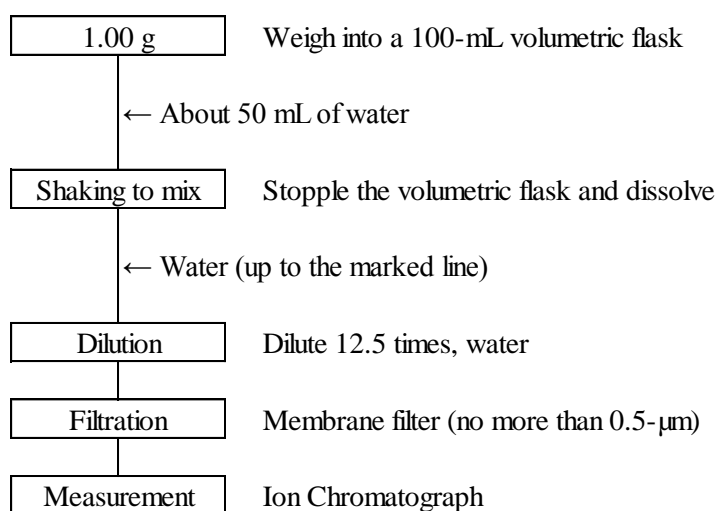 1.00 g Weigh into a 100-mL volumetric flask
← About 50 mL of water
Shaking to mix Stopple the volumetric flask and dissolve
← Water (up to the marked line)
Dilution Dilute 12.5 times, water
Filtration Membrane filter (no more than 0.5-µm)
Measurement Ion Chromatograph